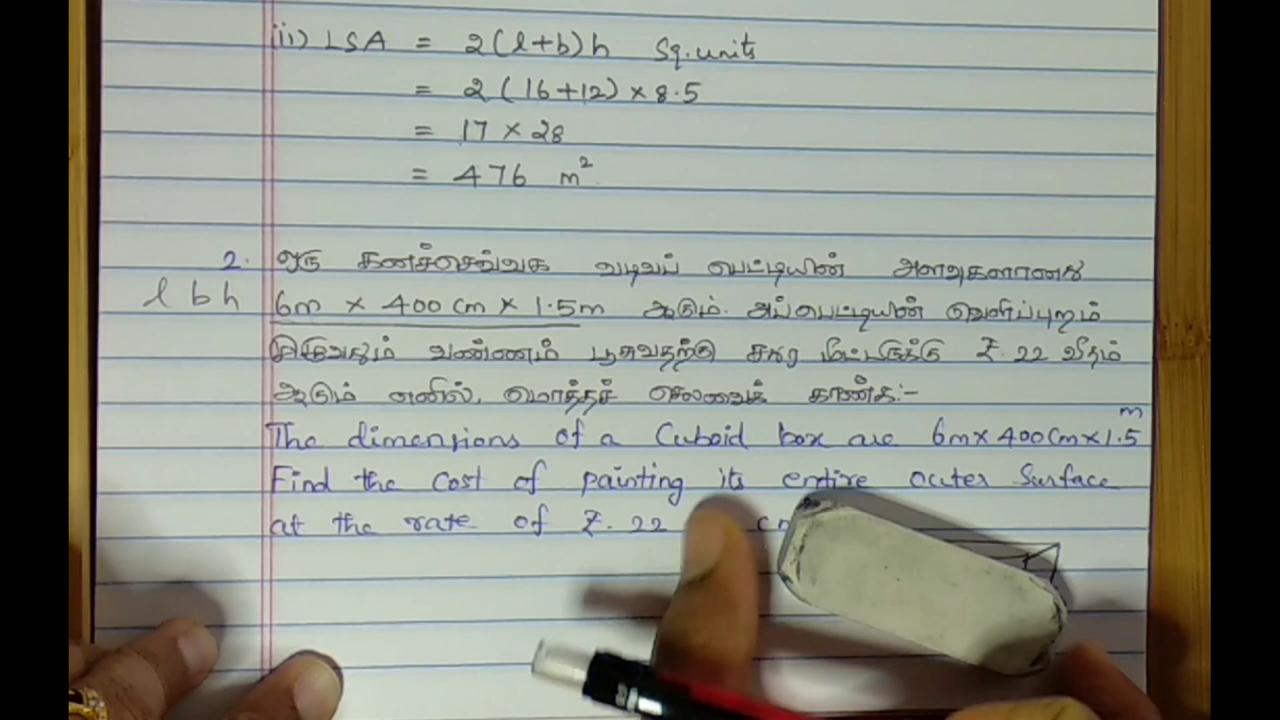 iii) LSA = 2(l+b)h Sq.units
= 2(16+12)×8.5
= 17 × 28
= 476 m²
2. ஒரு கனச்செவ்வக வடிவப் பெட்டியின் அளவுகளானது
l b h 6m × 400 cm × 1.5m ஆகும். அப்பெட்டியின் வெளிப்புறம்
முழுவதும் வண்ணம் பூசுவதற்கு சதுர மீட்டருக்கு ₹.22 வீதம்
ஆகும் எனில், மொத்தச் செலவைக் காண்க:-
The dimensions of a Cuboid box are 6m×400cm×1.5 m
Find the cost of painting its entire outer Surface
at the rate of ₹.22